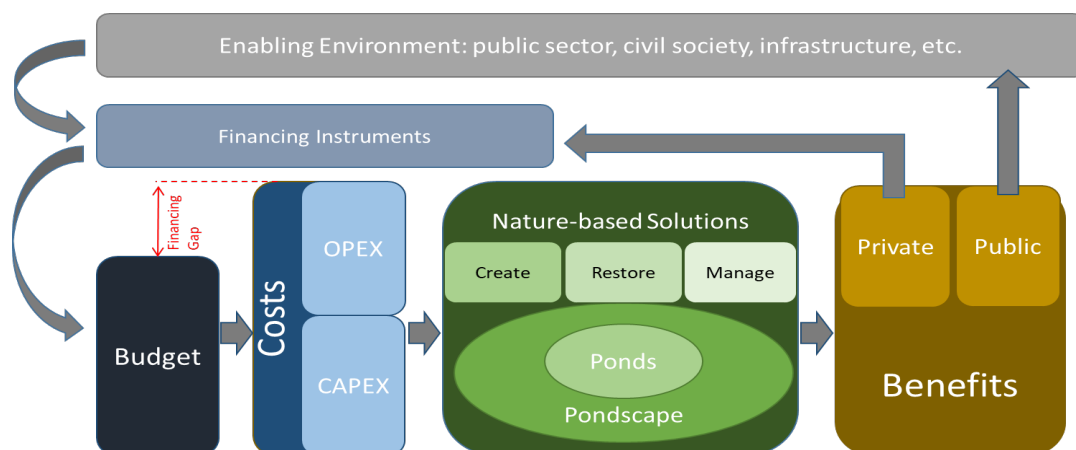 Enabling Environment: public sector, civil society, infrastructure, etc.
Financing Instruments
Financing
Gap
Budget
Costs
OPEX
CAPEX
Nature-based Solutions
Create
Restore
Manage
Ponds
Pondscape
Private
Public
Benefits